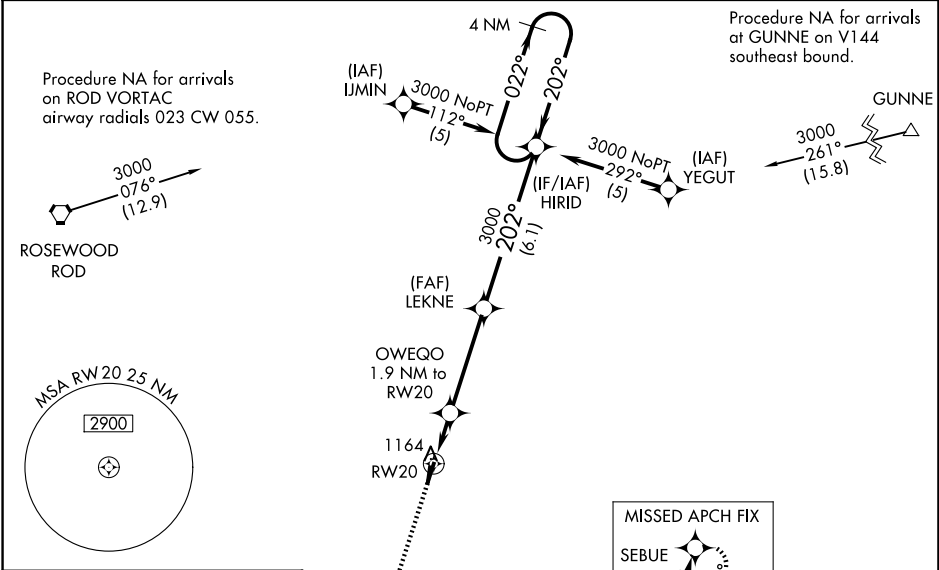 Procedure NA for arrivals
at GUNNE on V144
southeast bound.
4 NM
022°
202°
(IAF)
IJMIN
3000 NoPT
112°
(5)
Procedure NA for arrivals
on ROD VORTAC
airway radials 023 CW 055.
GUNNE
3000
261°
(15.8)
3000 NoPT
292°
(5)
(IAF)
YEGUT
(IF/IAF)
HIRID
3000
076°
(12.9)
ROSEWOOD
ROD
3000
202°
(6.1)
(FAF)
LEKNE
OWEQO
1.9 NM to
RW20
MSA RW20 25 NM
2900
1164
RW20
MISSED APCH FIX
SEBUE